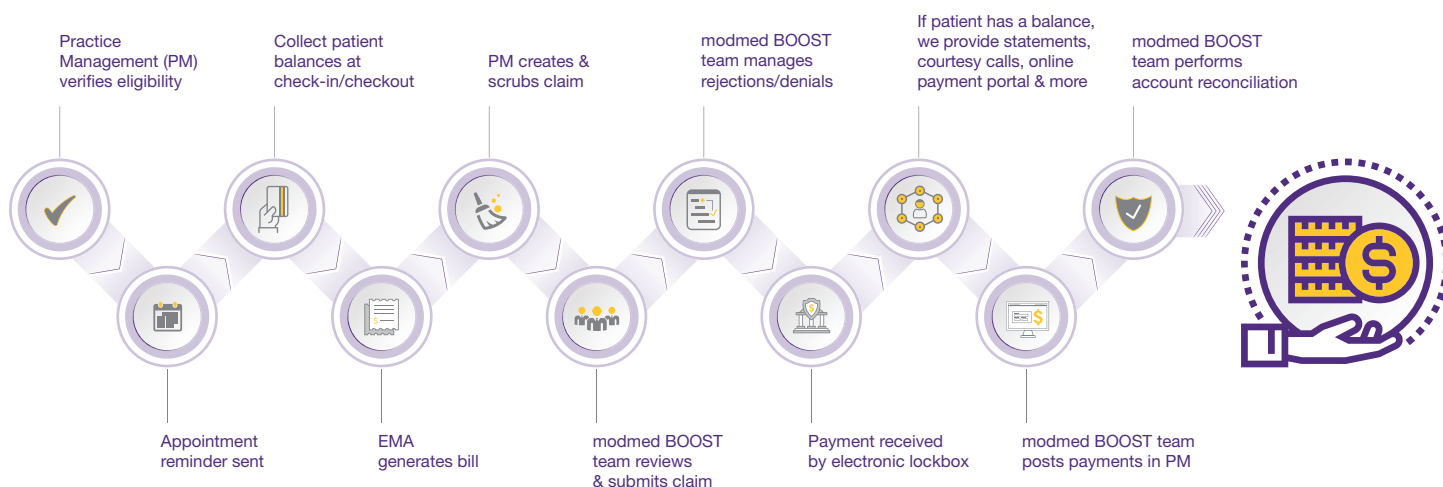 Practice
Management (PM)
verifies eligibility
Appointment
reminder sent
Collect patient
balances at
check-in/checkout
EMA
generates bill
PM creates &
scrubs claim
modmed BOOST
team reviews
& submits claim
modmed BOOST
team manages
rejections/denials
Payment received
by electronic lockbox
If patient has a balance,
we provide statements,
courtesy calls, online
payment portal & more
modmed BOOST team
posts payments in PM
modmed BOOST
team performs
account reconciliation
$